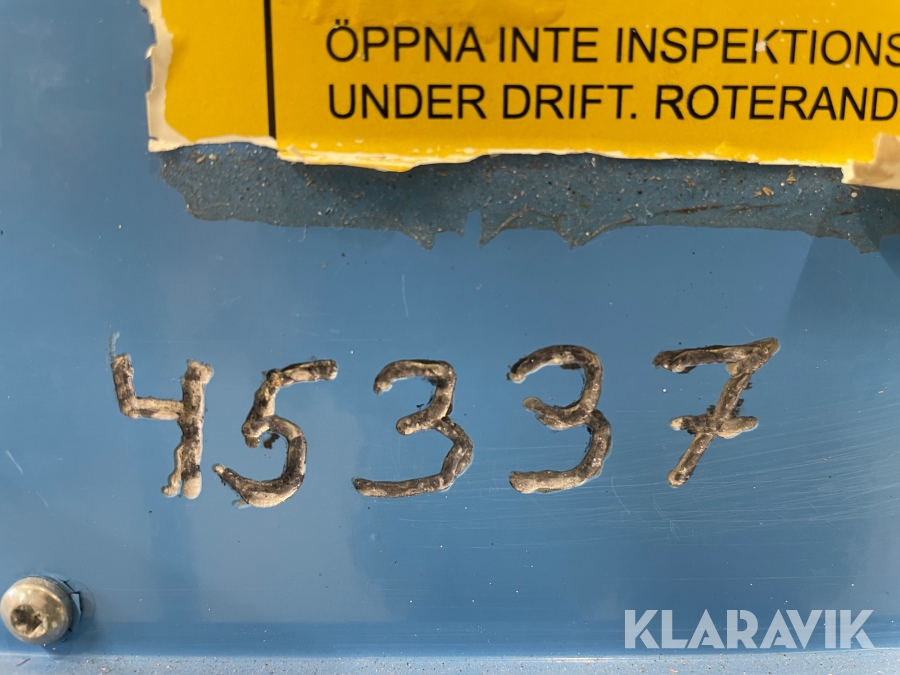 ÖPPNA INTE INSPEKTIONS
UNDER DRIFT. ROTERAND
45337
KLARAVIK